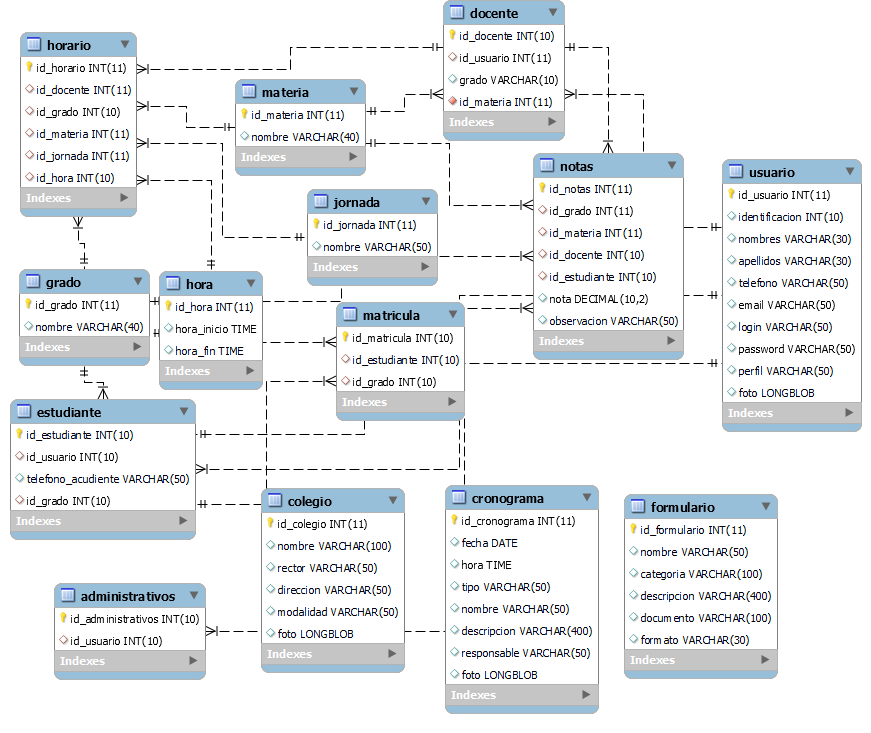 docente
id_docente INT(10)
id_usuario INT(11)
grado VARCHAR(10)
id_materia INT(11)
Indexes
horario
id_horario INT(11)
id_docente INT(11)
id_grado INT(10)
id_materia INT(11)
id_jornada INT(11)
id_hora INT(10)
Indexes
materia
id_materia INT(11)
nombre VARCHAR(40)
Indexes
notas
id_notas INT(11)
id_grado INT(11)
id_materia INT(11)
id_docente INT(10)
id_estudiante INT(10)
nota DECIMAL(10,2)
observacion VARCHAR(50)
Indexes
usuario
id_usuario INT(11)
identificacion INT(10)
nombres VARCHAR(30)
apellidos VARCHAR(30)
telefono VARCHAR(50)
email VARCHAR(50)
login VARCHAR(50)
password VARCHAR(50)
perfil VARCHAR(50)
foto LONGBLOB
Indexes
jornada
id_jornada INT(11)
nombre VARCHAR(50)
Indexes
grado
id_grado INT(11)
nombre VARCHAR(40)
Indexes
hora
id_hora INT(11)
hora_inicio TIME
hora_fin TIME
Indexes
matricula
id_matricula INT(10)
id_estudiante INT(10)
id_grado INT(10)
Indexes
estudiante
id_estudiante INT(10)
id_usuario INT(10)
telefono_acudiente VARCHAR(50)
id_grado INT(10)
Indexes
colegio
id_colegio INT(11)
nombre VARCHAR(100)
rector VARCHAR(50)
direccion VARCHAR(50)
modalidad VARCHAR(50)
foto LONGBLOB
Indexes
cronograma
id_cronograma INT(11)
fecha DATE
hora TIME
tipo VARCHAR(50)
nombre VARCHAR(50)
descripcion VARCHAR(400)
responsable VARCHAR(50)
foto LONGBLOB
Indexes
formulario
id_formulario INT(11)
nombre VARCHAR(50)
categoria VARCHAR(100)
descripcion VARCHAR(400)
documento VARCHAR(100)
formato VARCHAR(30)
Indexes
administrativos
id_administrativos INT(10)
id_usuario INT(10)
Indexes